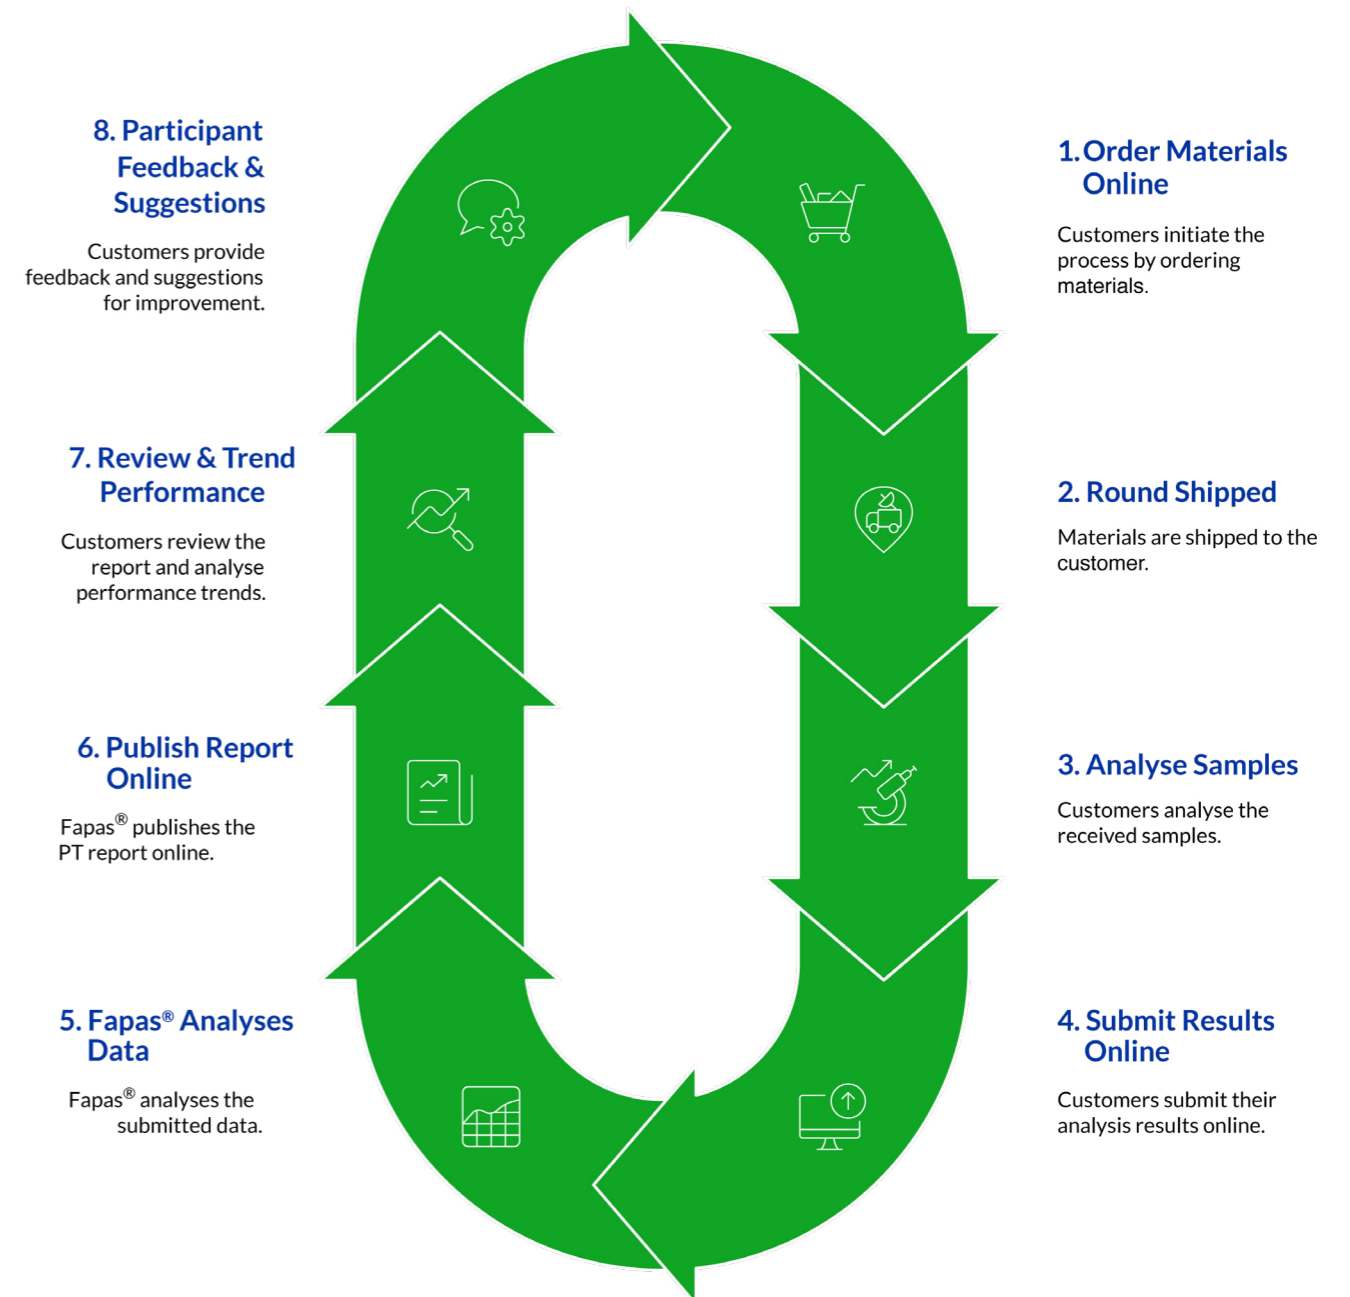 1. Order Materials
Online
Customers initiate the
process by ordering
materials.
2. Round Shipped
Materials are shipped to the
customer.
3. Analyse Samples
Customers analyse the
received samples.
4. Submit Results
Online
Customers submit their
analysis results online.
5. Fapas® Analyses
Data
Fapas® analyses the
submitted data.
6. Publish Report
Online
Fapas® publishes the
PT report online.
7. Review & Trend
Performance
Customers review the
report and analyse
performance trends.
8. Participant
Feedback &
Suggestions
Customers provide
feedback and suggestions
for improvement.